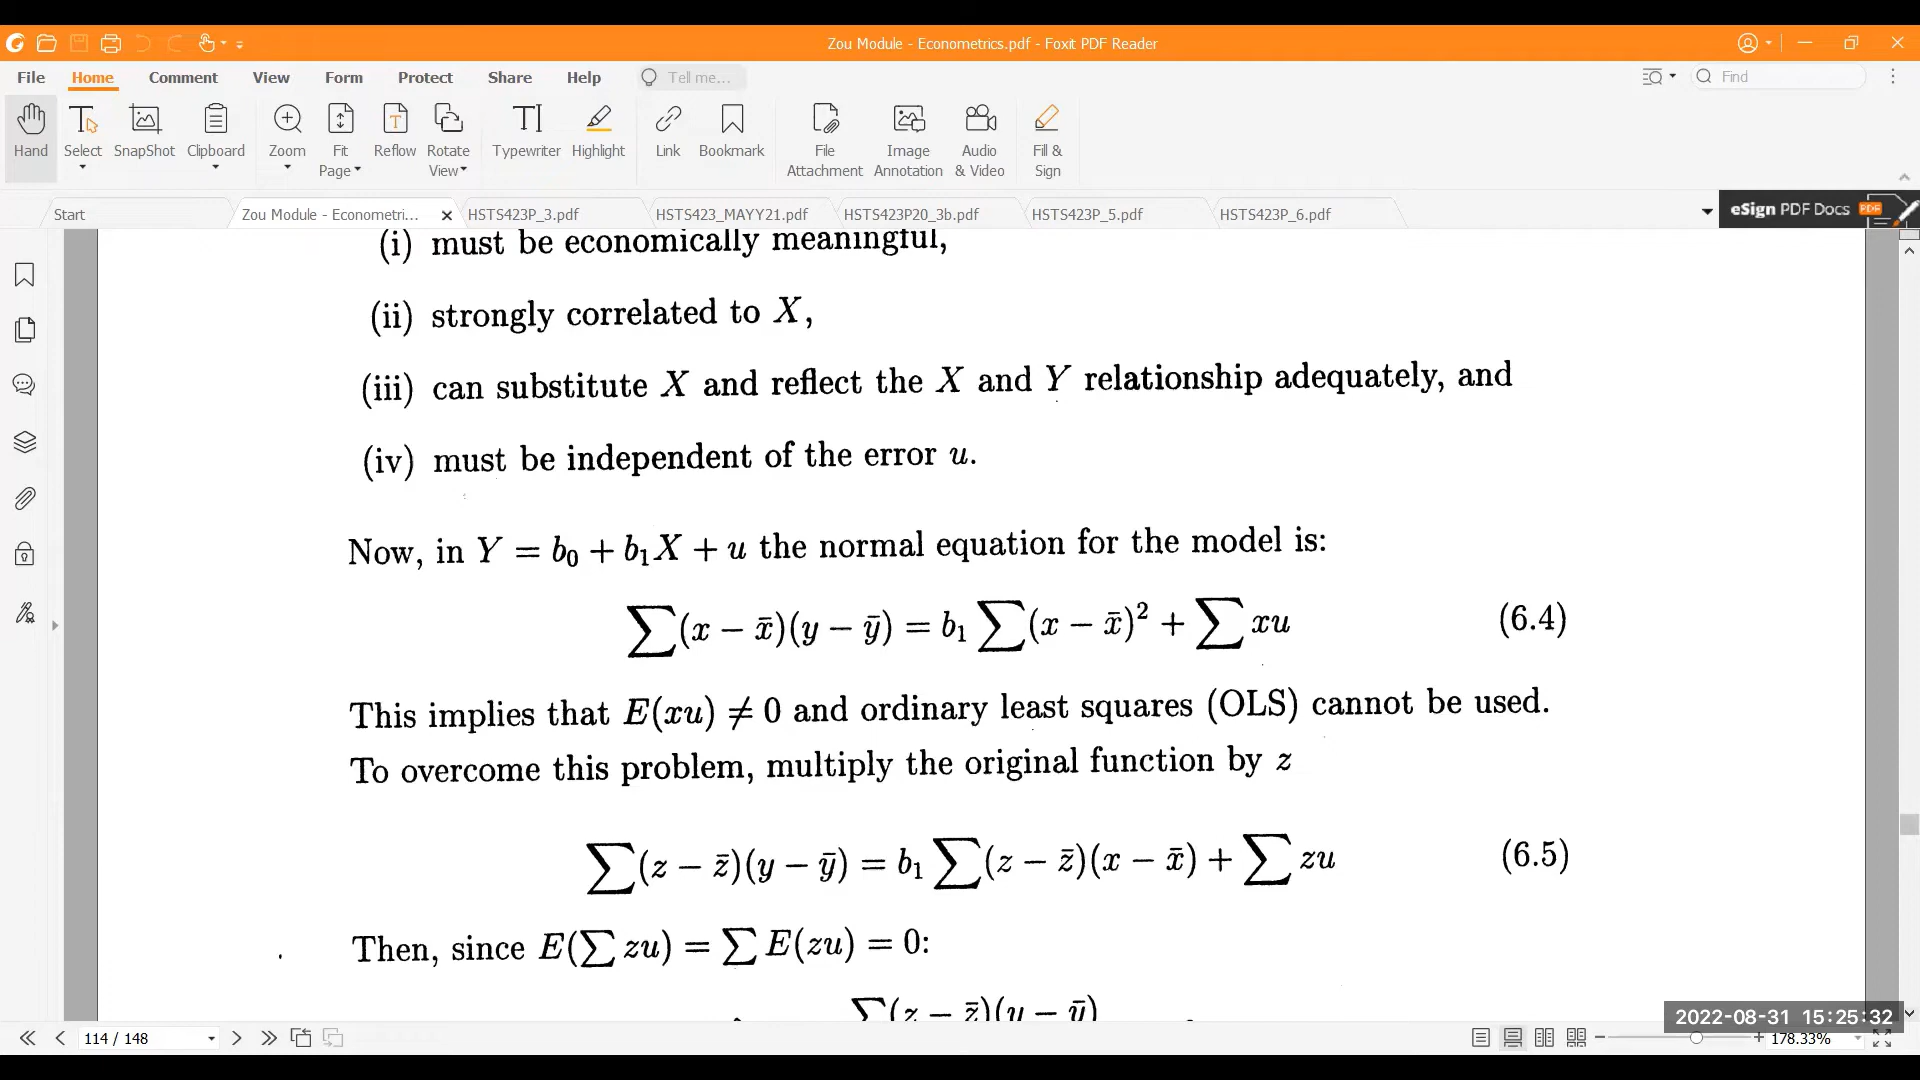 Zou Module - Econometrics.pdf - Foxit PDF Reader
File Home Comment View Form Protect Share Help Tell me... Find
Hand Select SnapShot Clipboard Zoom Fit Page Reflow Rotate View Typewriter Highlight Link Bookmark File Attachment Image Annotation Audio & Video Fill & Sign
Start Zou Module - Econometri... HSTS423P_3.pdf HSTS423_MAYY21.pdf HSTS423P20_3b.pdf HSTS423P_5.pdf HSTS423P_6.pdf eSign PDF Docs PDF
(i) must be economically meaningful,
(ii) strongly correlated to X,
(iii) can substitute X and reflect the X and Y relationship adequately, and
(iv) must be independent of the error u.
Now, in Y = b₀ + b₁X + u the normal equation for the model is:
∑(x − x̄)(y − ȳ) = b₁ ∑(x − x̄)² + ∑ xu (6.4)
This implies that E(xu) ≠ 0 and ordinary least squares (OLS) cannot be used.
To overcome this problem, multiply the original function by z
∑(z − z̄)(y − ȳ) = b₁ ∑(z − z̄)(x − x̄) + ∑ zu (6.5)
Then, since E(∑ zu) = ∑ E(zu) = 0:
∑(z − z̄)(y − ȳ)
2022-08-31 15:25:32
114 / 148 178.33%